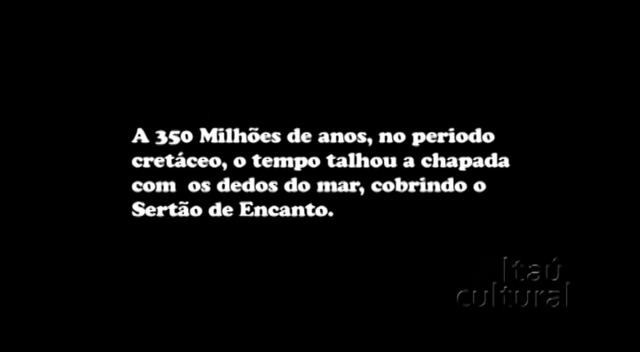 A 350 Milhões de anos, no periodo
cretáceo, o tempo talhou a chapada
com os dedos do mar, cobrindo o
Sertão de Encanto.
Itaú
cultural